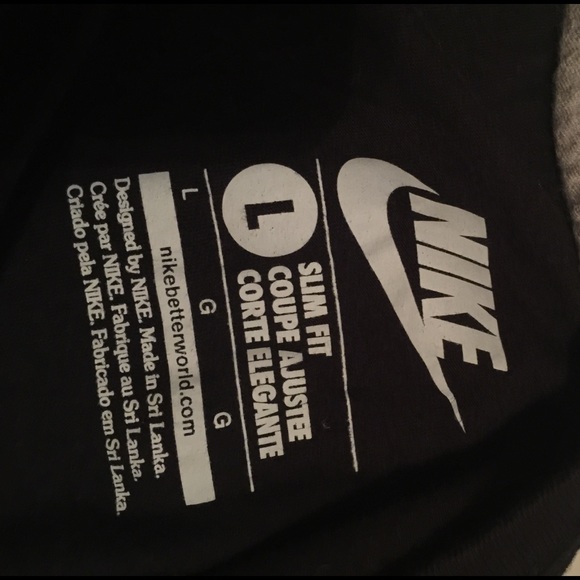 NIKE
L
SLIM FIT
COUPE AJUSTEE
CORTE ELEGANTE
L G G
nikebetterworld.com
Designed by NIKE. Made in Sri Lanka.
Crée par NIKE. Fabrique au Sri Lanka.
Criado pela NIKE. Fabricado em Sri Lanka.